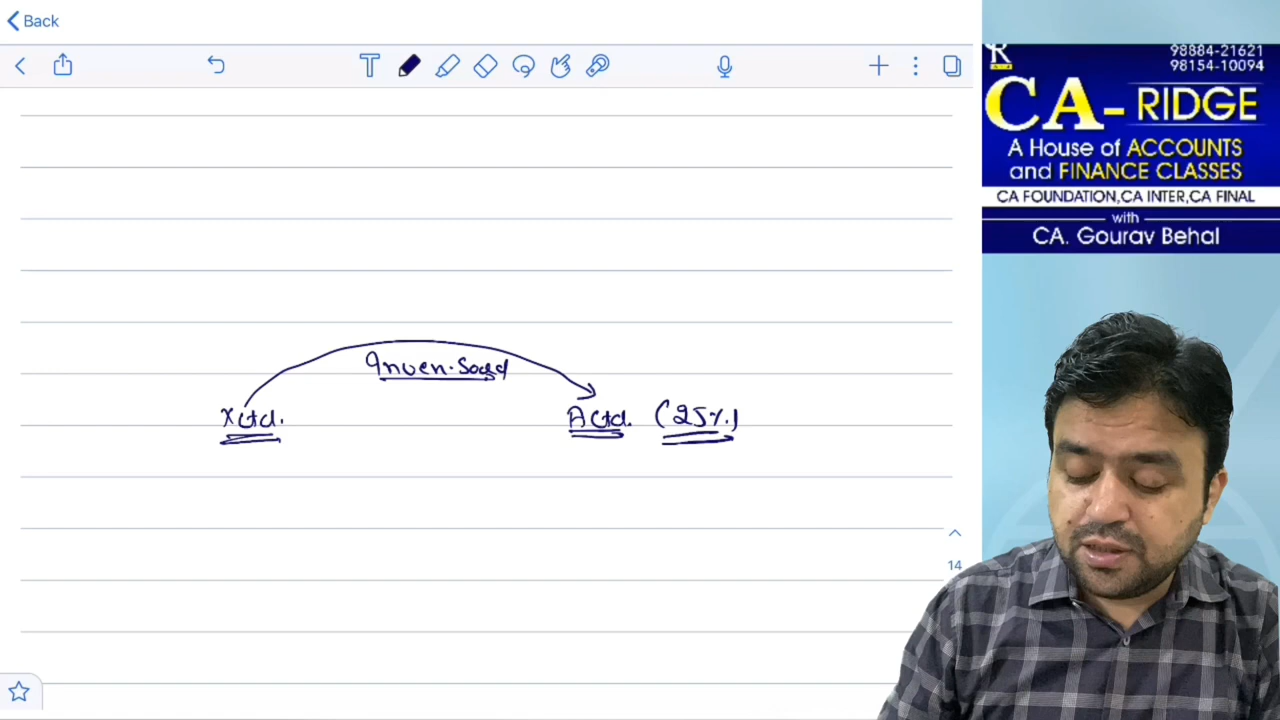 Back
98884-21621
98154-10094
CA-RIDGE
A House of ACCOUNTS
and FINANCE CLASSES
CA FOUNDATION,CA INTER,CA FINAL
with
CA. Gourav Behal
Inven. Sold
X Ltd.
A Ltd. (25%)
14